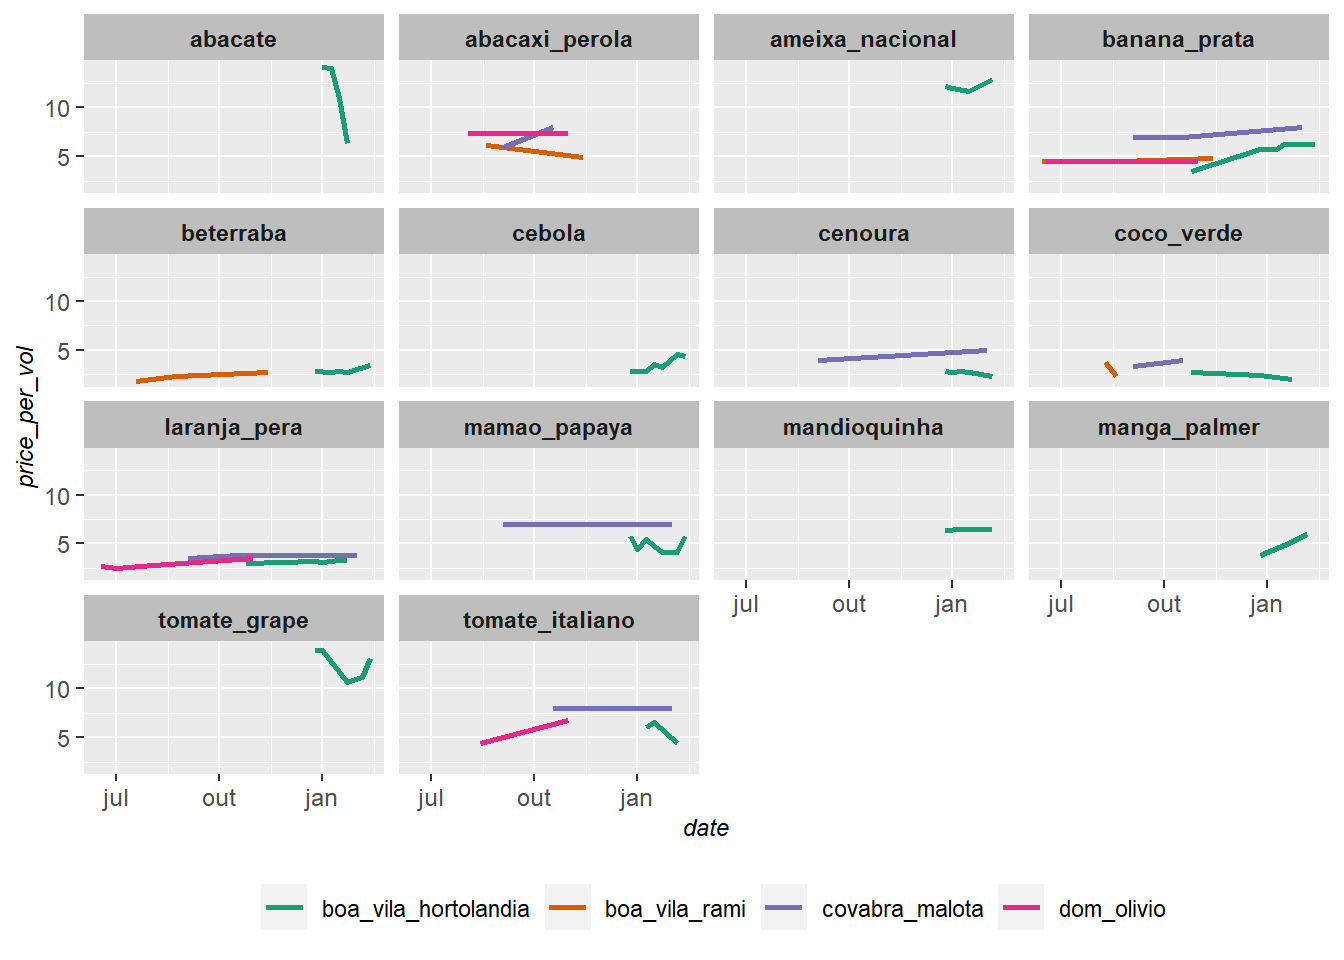 abacate abacaxi_perola ameixa_nacional banana_prata
10
5
beterraba cebola cenoura coco_verde
10
5
price_per_vol
laranja_pera mamao_papaya mandioquinha manga_palmer
10
5
jul out jan jul out jan
tomate_grape tomate_italiano
10
5
jul out jan jul out jan
date
boa_vila_hortolandia boa_vila_rami covabra_malota dom_olivio